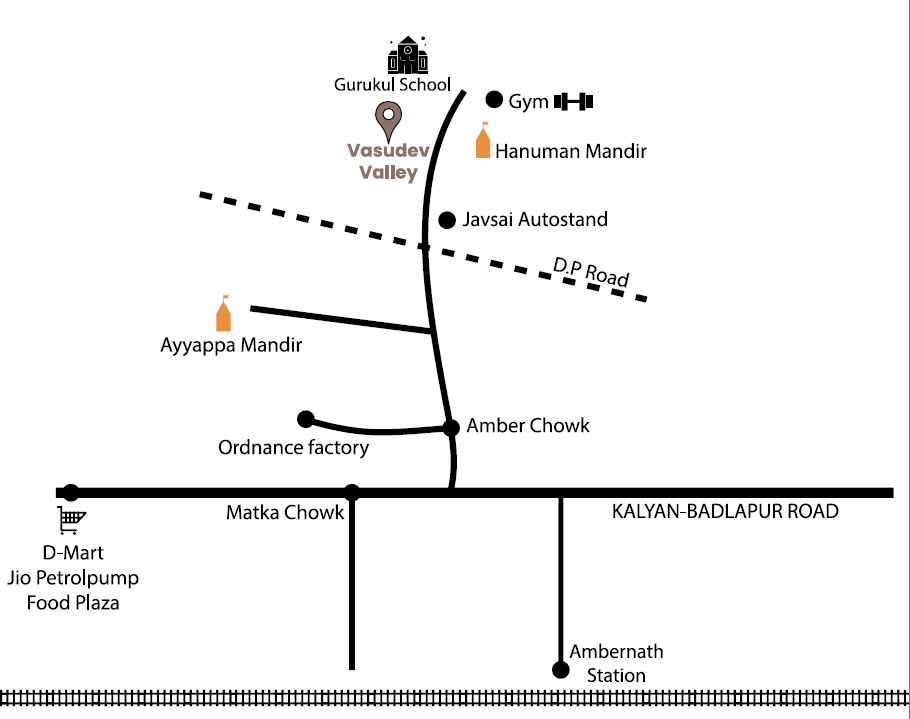 Gurukul School
Gym
Vasudev
Valley
Hanuman Mandir
Javsai Autostand
D.P Road
Ayyappa Mandir
Amber Chowk
Ordnance factory
Matka Chowk
KALYAN-BADLAPUR ROAD
D-Mart
Jio Petrolpump
Food Plaza
Ambernath
Station